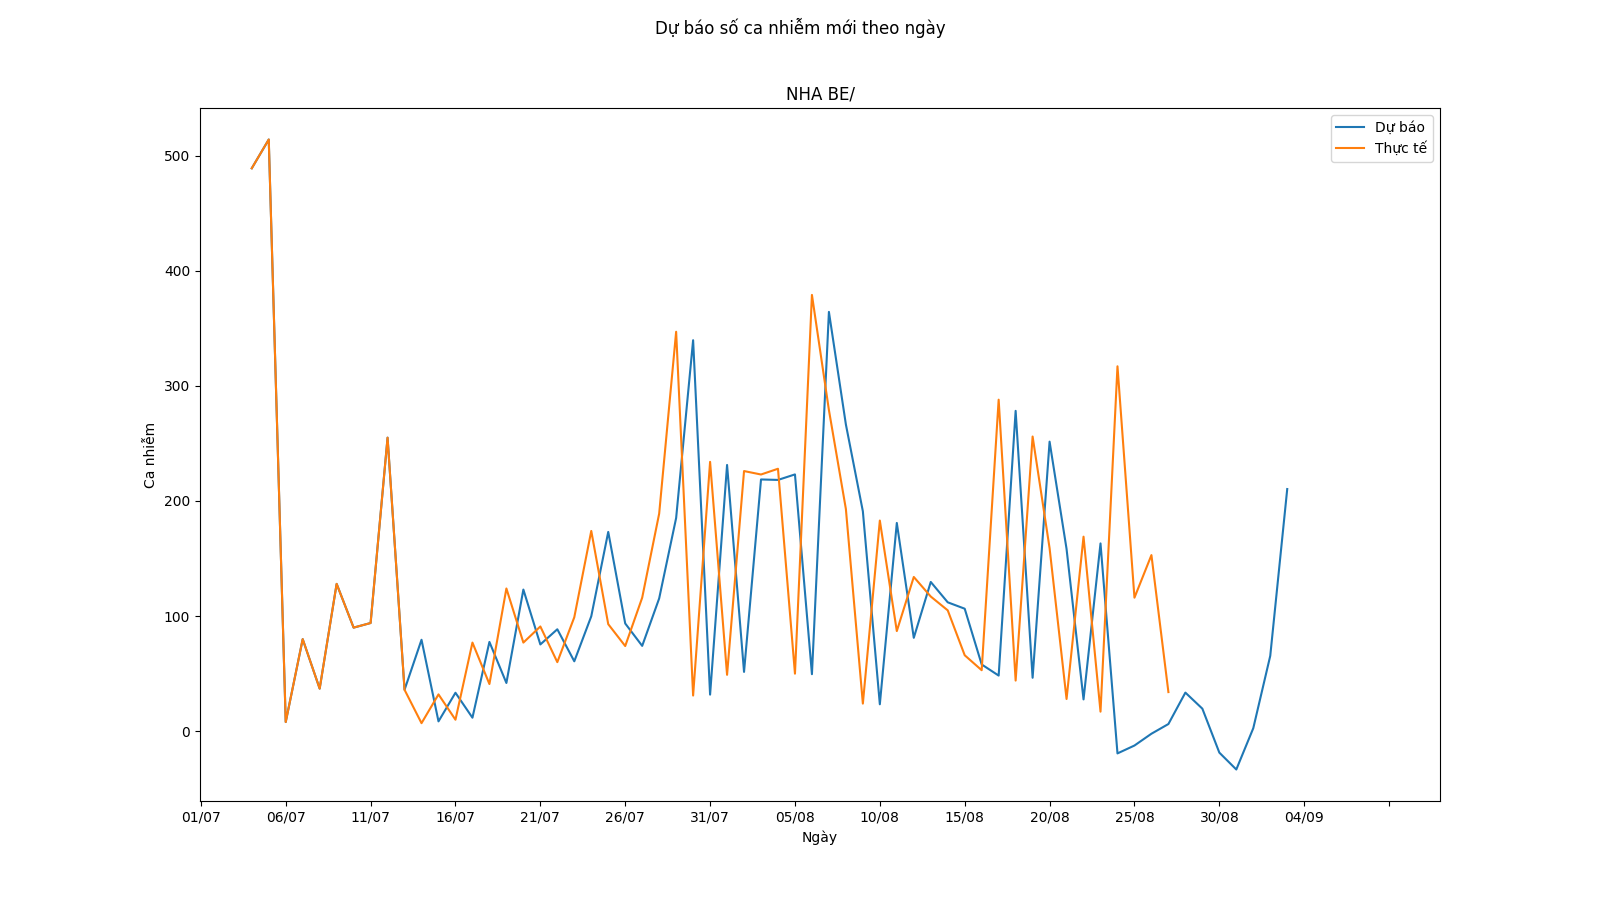 Dự báo số ca nhiễm mới theo ngày
NHA BE/
Dự báo
Thực tế
500
400
300
200
100
0
Ca nhiễm
01/07 06/07 11/07 16/07 21/07 26/07 31/07 05/08 10/08 15/08 20/08 25/08 30/08 04/09
Ngày